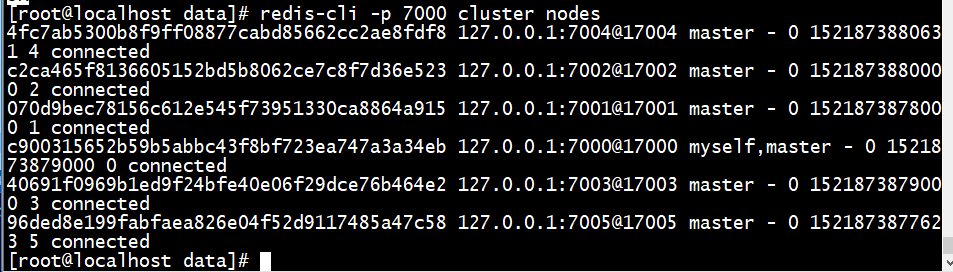 [root@localhost data]# redis-cli -p 7000 cluster nodes
4fc7ab5300b8f9ff08877cabd85662cc2ae8fdf8 127.0.0.1:7004@17004 master - 0 152187388063
1 4 connected
c2ca465f8136605152bd5b8062ce7c8f7d36e523 127.0.0.1:7002@17002 master - 0 152187388000
0 2 connected
070d9bec78156c612e545f73951330ca8864a915 127.0.0.1:7001@17001 master - 0 152187387800
0 1 connected
c900315652b59b5abbc43f8bf723ea747a3a34eb 127.0.0.1:7000@17000 myself,master - 0 15218
73879000 0 connected
40691f0969b1ed9f24bfe40e06f29dce76b464e2 127.0.0.1:7003@17003 master - 0 152187387900
0 3 connected
96ded8e199fabfaea826e04f52d9117485a47c58 127.0.0.1:7005@17005 master - 0 152187387762
3 5 connected
[root@localhost data]#